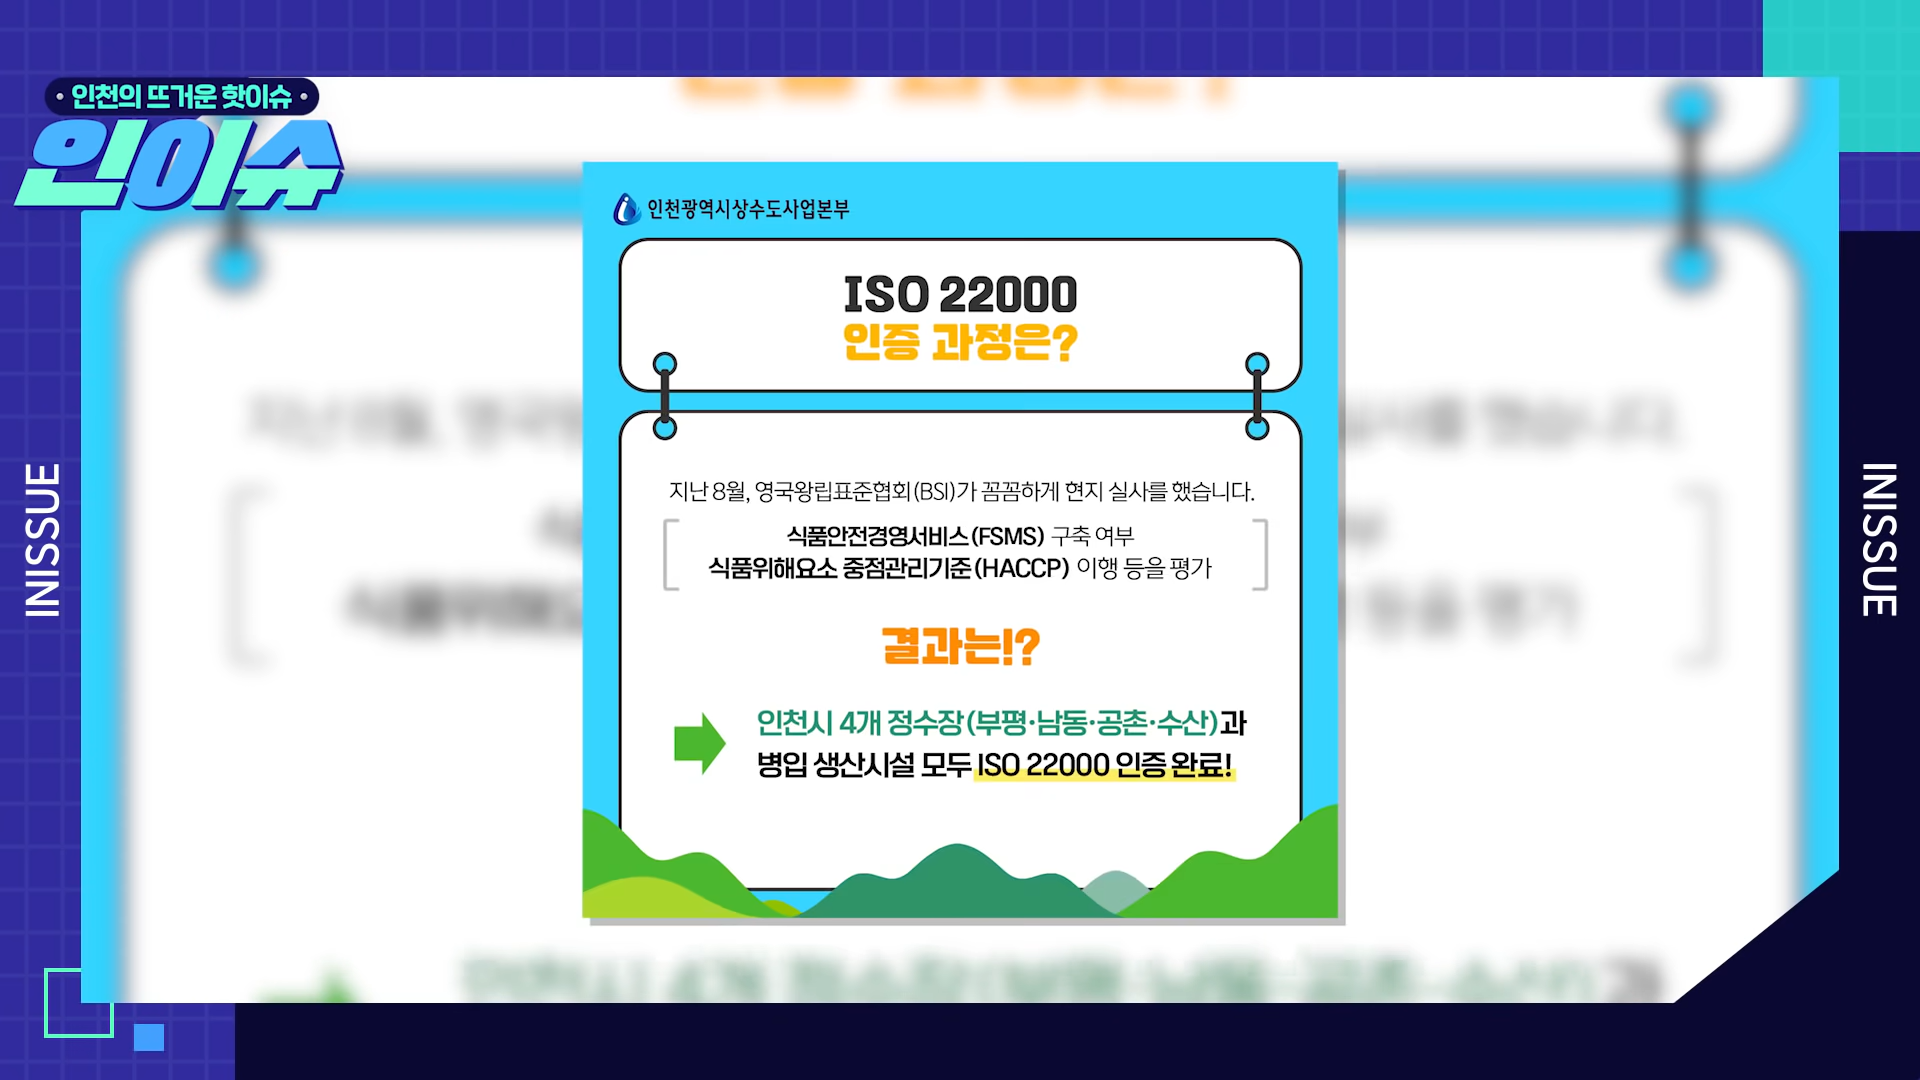 · 인천의 뜨거운 핫이슈 ·
인이슈
INISSUE
INISSUE
인천광역시상수도사업본부
ISO 22000
인증 과정은?
지난 8월, 영국왕립표준협회(BSI)가 꼼꼼하게 현지 실사를 했습니다.
식품안전경영서비스(FSMS) 구축 여부
식품위해요소 중점관리기준(HACCP) 이행 등을 평가
결과는!?
인천시 4개 정수장(부평·남동·공촌·수산)과
병입 생산시설 모두 ISO 22000 인증 완료!